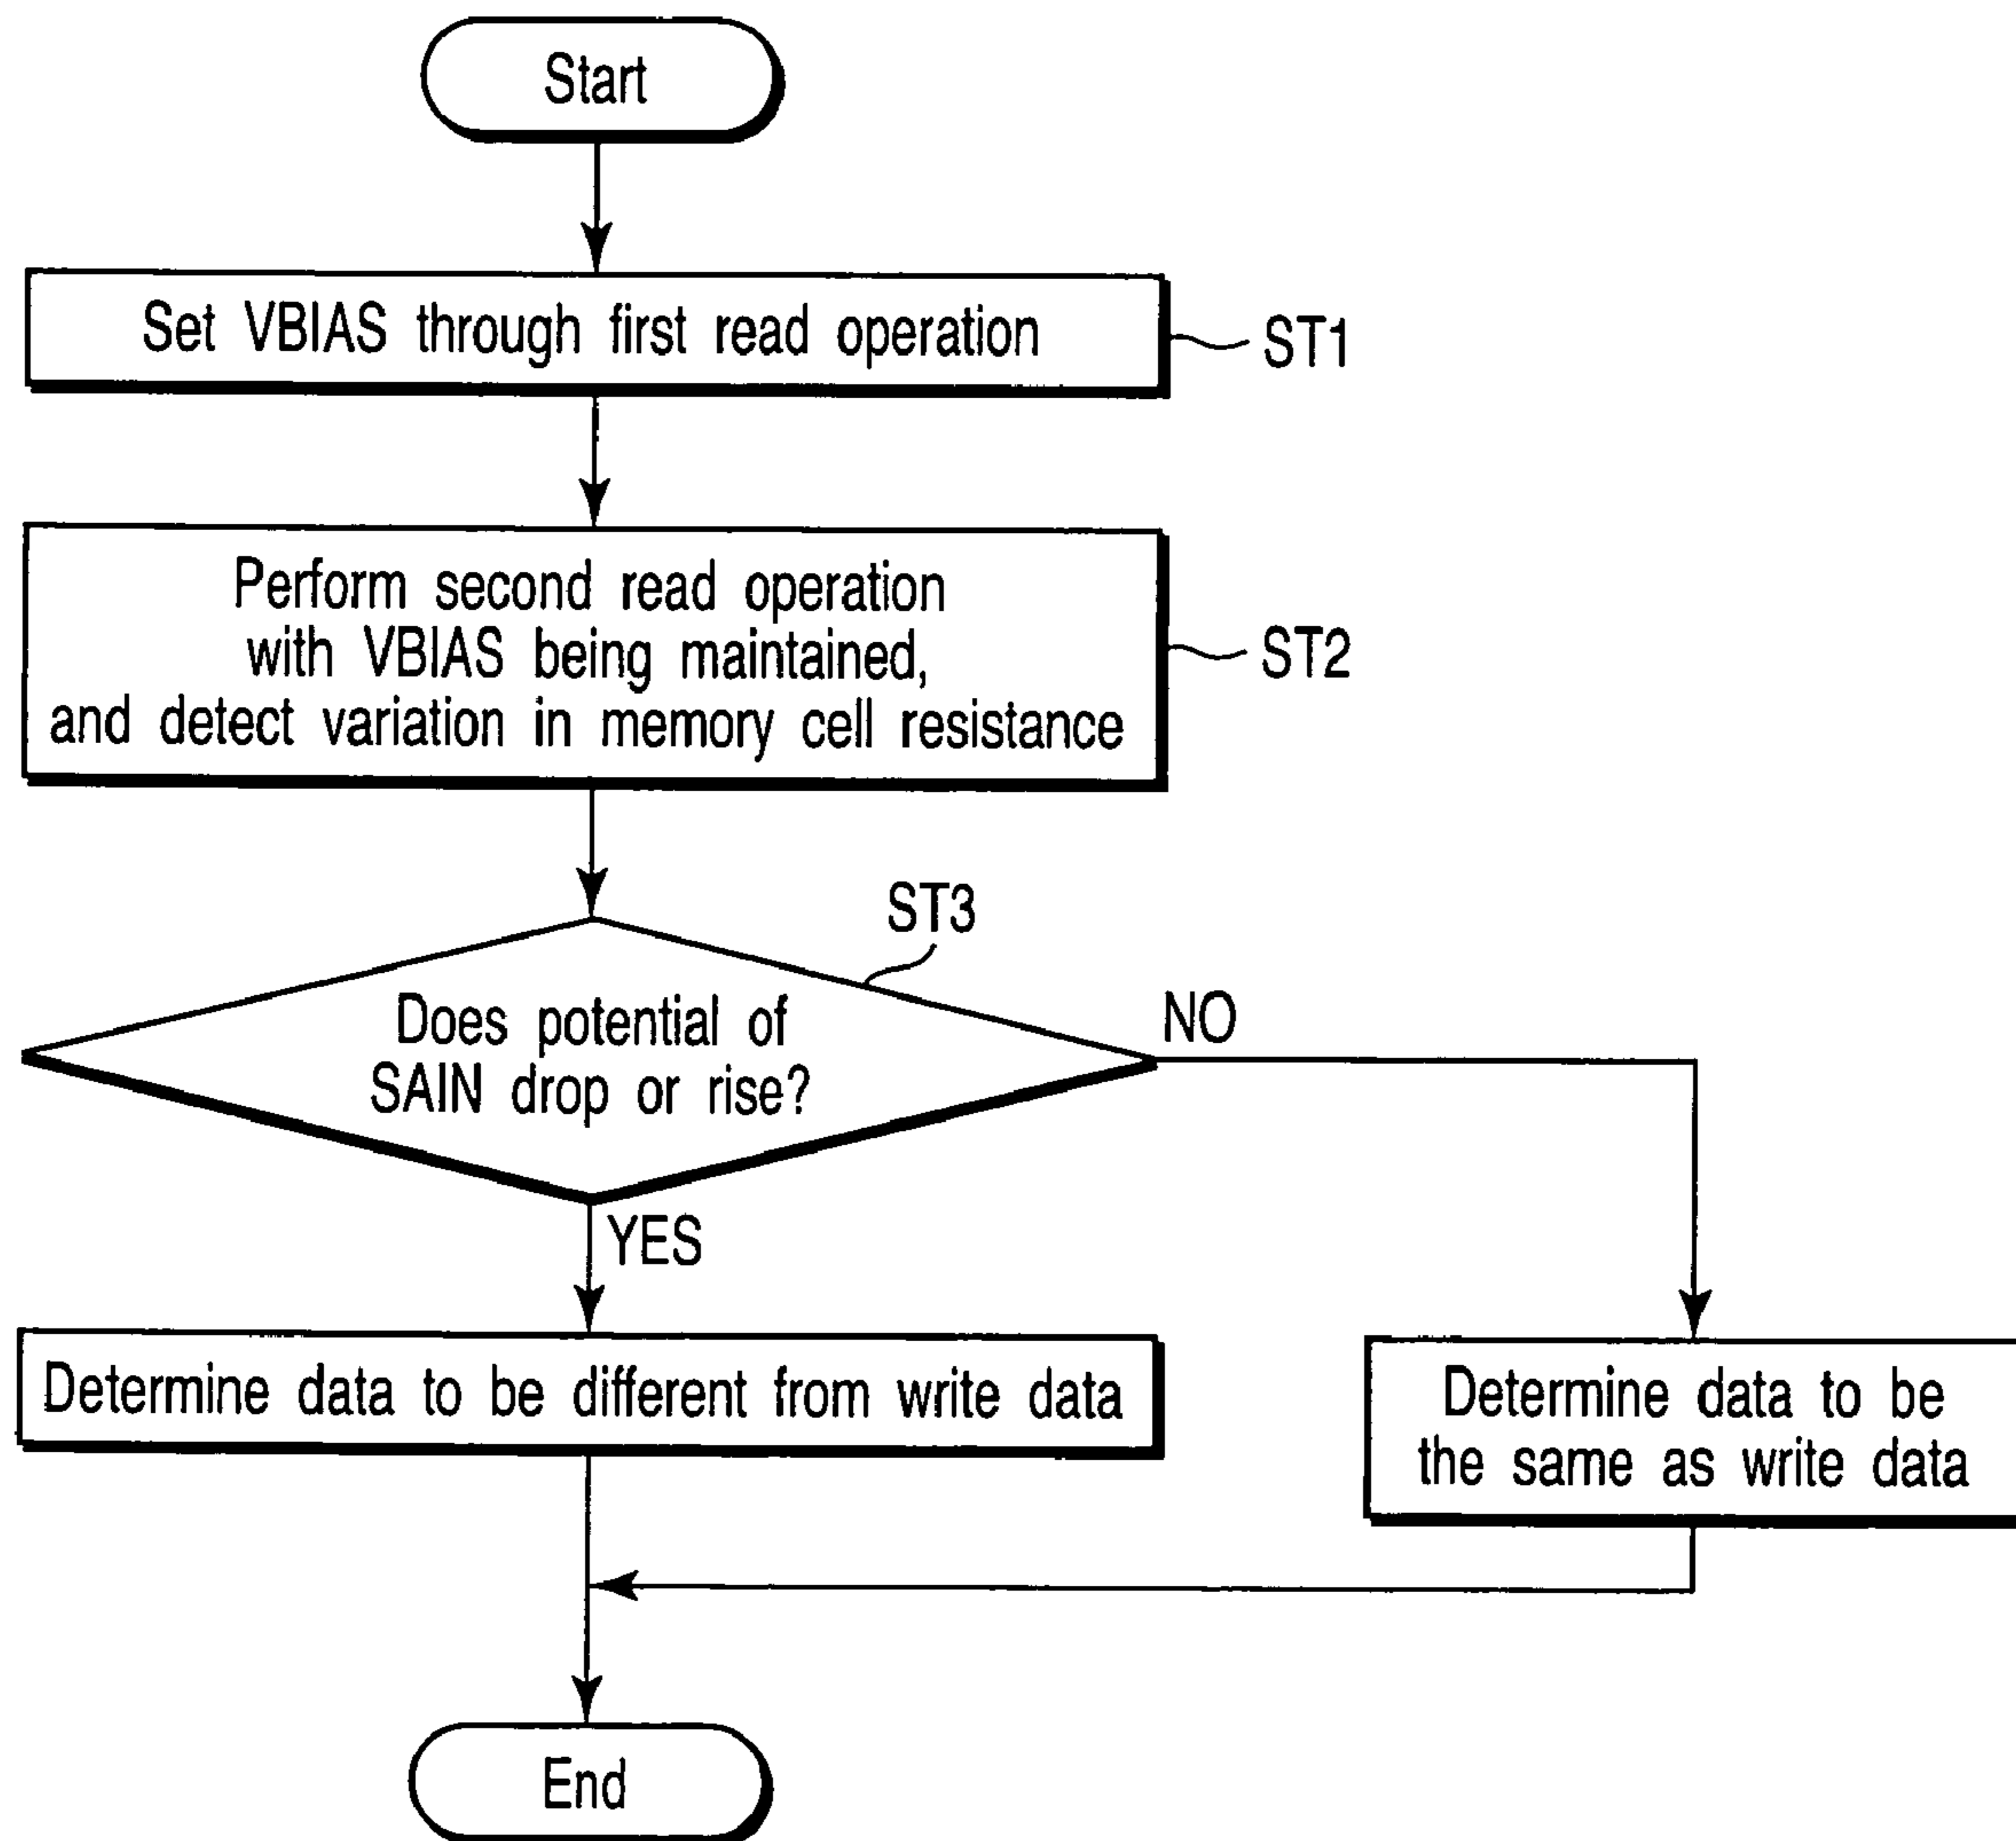 Start
Set VBIAS through first read operation
ST1
Perform second read operation
with VBIAS being maintained,
and detect variation in memory cell resistance
ST2
ST3
Does potential of
SAIN drop or rise?
NO
YES
Determine data to be different from write data
Determine data to be
the same as write data
End